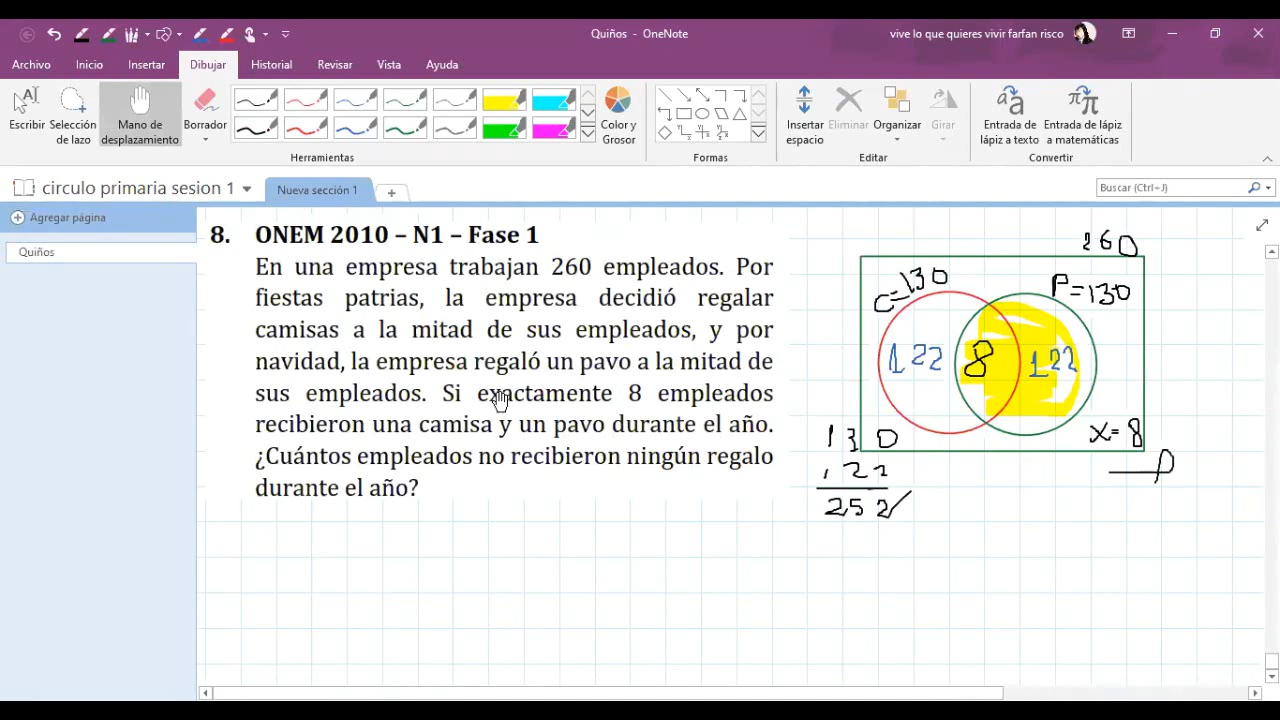 Quiños - OneNote
vive lo que quieres vivir farfan risco
Archivo Inicio Insertar Dibujar Historial Revisar Vista Ayuda
Escribir
Selección de lazo
Mano de desplazamiento
Borrador
Color y Grosor
Insertar espacio
Eliminar
Organizar
Girar
Entrada de lápiz a texto
Entrada de lápiz a matemáticas
Herramientas Formas Editar Convertir
circulo primaria sesion 1
Nueva sección 1
Buscar (Ctrl+J)
Agregar página
Quiños
8. ONEM 2010 – N1 – Fase 1
En una empresa trabajan 260 empleados. Por
fiestas patrias, la empresa decidió regalar
camisas a la mitad de sus empleados, y por
navidad, la empresa regaló un pavo a la mitad de
sus empleados. Si exactamente 8 empleados
recibieron una camisa y un pavo durante el año.
¿Cuántos empleados no recibieron ningún regalo
durante el año?
260
C=130
P=130
122 8 122
x=8
130
122
252